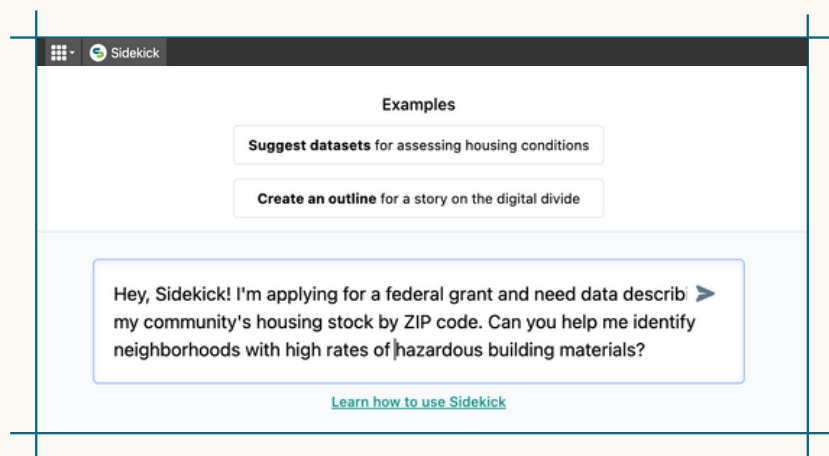 Sidekick
Examples
Suggest datasets for assessing housing conditions
Create an outline for a story on the digital divide
Hey, Sidekick! I'm applying for a federal grant and need data describi
my community's housing stock by ZIP code. Can you help me identify
neighborhoods with high rates of hazardous building materials?
Learn how to use Sidekick